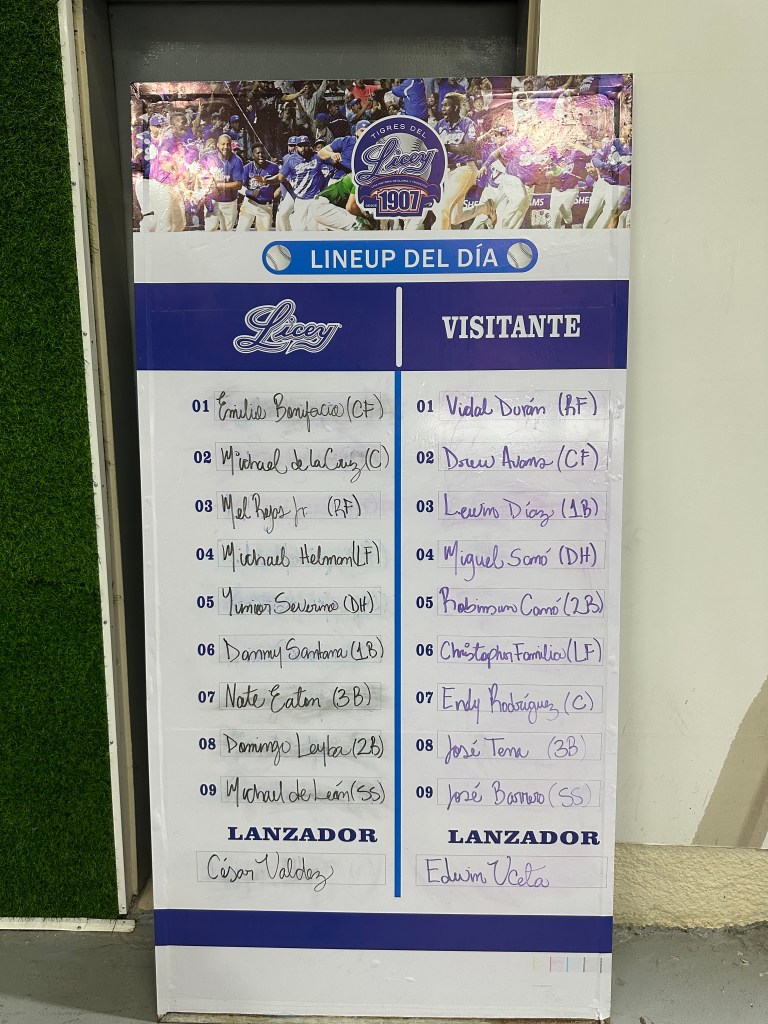 TIGRES DEL
Licey
DESDE 1907
LINEUP DEL DÍA
Licey
VISITANTE
01 Emilio Bonifacio (CF)
02 Michael de la Cruz (C)
03 Mel Rojas Jr. (RF)
04 Michael Helman (LF)
05 Yunior Severino (DH)
06 Danny Santana (1B)
07 Nate Eaton (3B)
08 Domingo Leyba (2B)
09 Michael de León (SS)
LANZADOR
César Valdez
01 Vidal Durán (RF)
02 Drew Avans (CF)
03 Lewin Díaz (1B)
04 Miguel Sanó (DH)
05 Robinson Canó (2B)
06 Christopher Familia (LF)
07 Endy Rodríguez (C)
08 José Tena (3B)
09 José Barrero (SS)
LANZADOR
Edwin Uceta